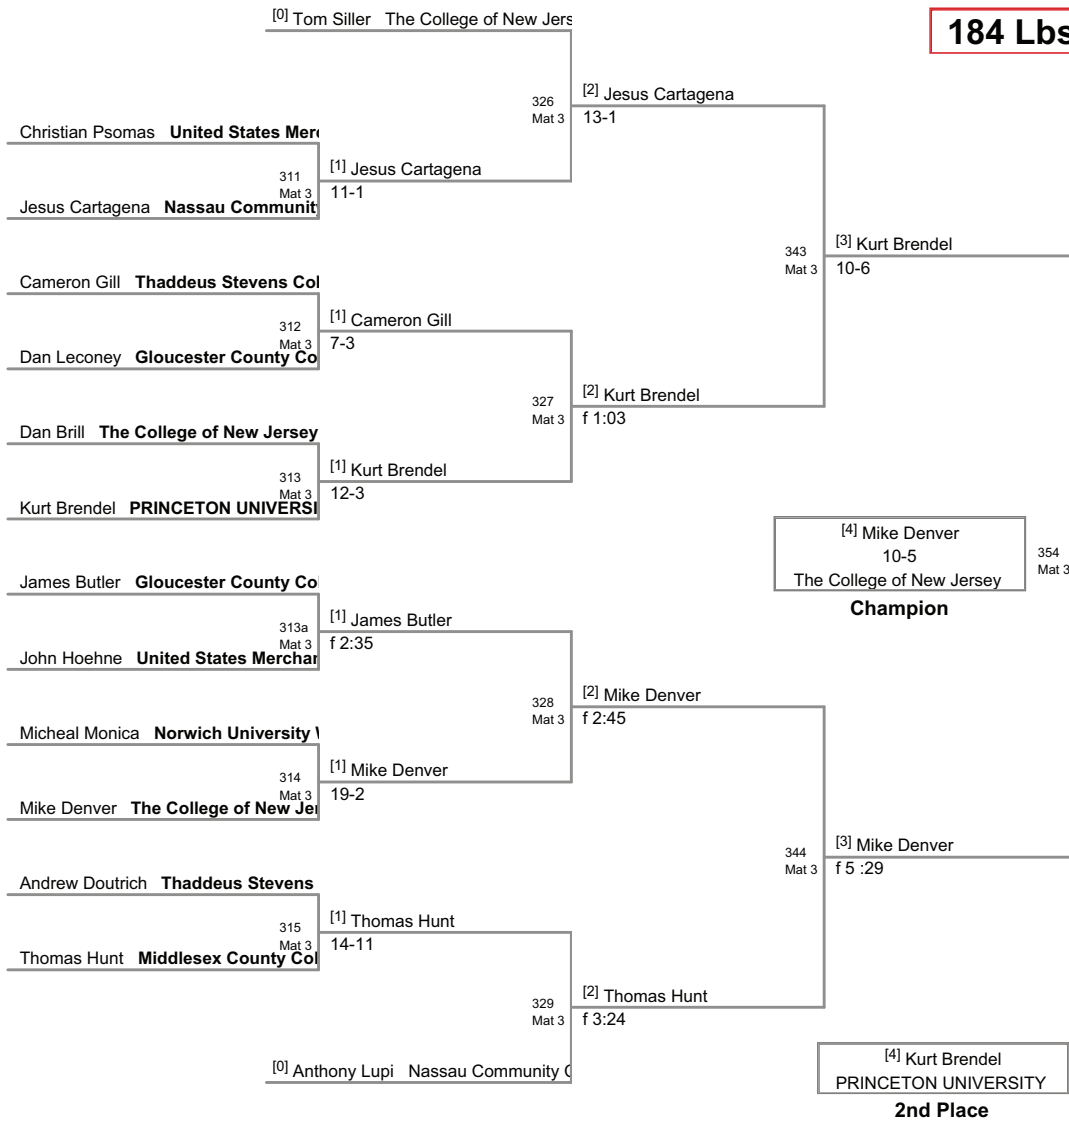 [0] Tom Siller The College of New Jers
184 Lbs
326
Mat 3
[2] Jesus Cartagena
13-1
Christian Psomas United States Mer
311
Mat 3
[1] Jesus Cartagena
11-1
Jesus Cartagena Nassau Communit
343
Mat 3
[3] Kurt Brendel
10-6
Cameron Gill Thaddeus Stevens Col
312
Mat 3
[1] Cameron Gill
7-3
Dan Leconey Gloucester County Co
327
Mat 3
[2] Kurt Brendel
f 1:03
Dan Brill The College of New Jersey
313
Mat 3
[1] Kurt Brendel
12-3
Kurt Brendel PRINCETON UNIVERSI
[4] Mike Denver
10-5
The College of New Jersey
Champion
354
Mat 3
James Butler Gloucester County Co
313a
Mat 3
[1] James Butler
f 2:35
John Hoehne United States Merchan
328
Mat 3
[2] Mike Denver
f 2:45
Micheal Monica Norwich University
314
Mat 3
[1] Mike Denver
19-2
Mike Denver The College of New Jer
344
Mat 3
[3] Mike Denver
f 5 :29
Andrew Doutrich Thaddeus Stevens
315
Mat 3
[1] Thomas Hunt
14-11
Thomas Hunt Middlesex County Col
329
Mat 3
[2] Thomas Hunt
f 3:24
[0] Anthony Lupi Nassau Community
[4] Kurt Brendel
PRINCETON UNIVERSITY
2nd Place